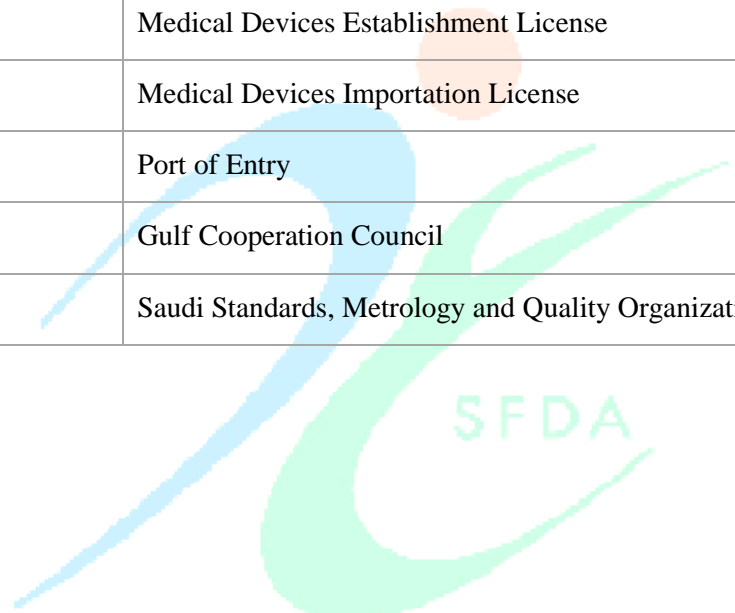 Medical Devices Establishment License
Medical Devices Importation License
Port of Entry
Gulf Cooperation Council
Saudi Standards, Metrology and Quality
SFDA